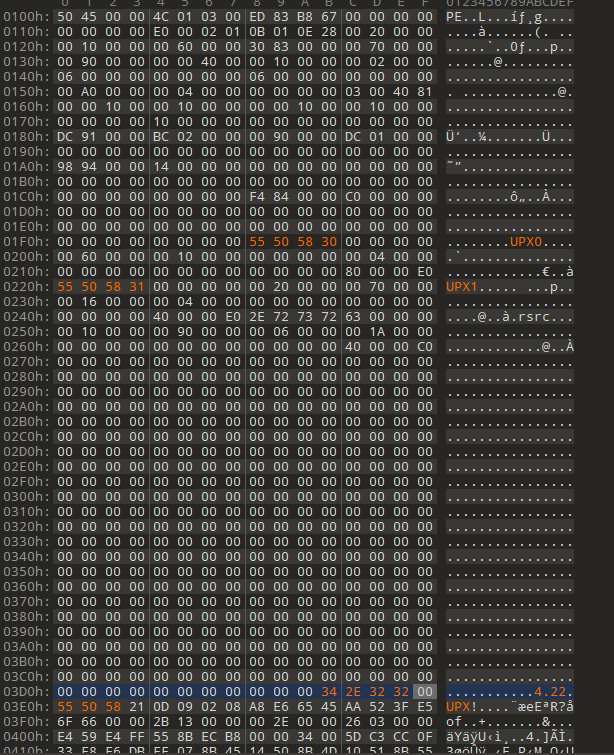 0 1 2 3 4 5 6 7 8 9 A B C D E F 0123456789ABCDEF
0100h: 50 45 00 00 4C 01 03 00 ED 83 B8 67 00 00 00 00 PE..L...íƒ¸g....
0110h: 00 00 00 00 E0 00 02 01 0B 01 0E 28 00 20 00 00 ....à......(. ..
0120h: 00 10 00 00 00 60 00 00 30 83 00 00 00 70 00 00 .....`..0ƒ...p..
0130h: 00 90 00 00 00 00 40 00 00 10 00 00 00 02 00 00 ......@.........
0140h: 06 00 00 00 00 00 00 00 06 00 00 00 00 00 00 00 ................
0150h: 00 A0 00 00 00 04 00 00 00 00 00 00 03 00 40 81 . ............@.
0160h: 00 00 10 00 00 10 00 00 00 00 10 00 00 10 00 00 ................
0170h: 00 00 00 00 10 00 00 00 00 00 00 00 00 00 00 00 ................
0180h: DC 91 00 00 BC 02 00 00 00 90 00 00 DC 01 00 00 Ü‘..¼.......Ü...
0190h: 00 00 00 00 00 00 00 00 00 00 00 00 00 00 00 00 ................
01A0h: 98 94 00 00 14 00 00 00 00 00 00 00 00 00 00 00 ˜”..............
01B0h: 00 00 00 00 00 00 00 00 00 00 00 00 00 00 00 00 ................
01C0h: 00 00 00 00 00 00 00 00 F4 84 00 00 C0 00 00 00 ........ô„..À...
01D0h: 00 00 00 00 00 00 00 00 00 00 00 00 00 00 00 00 ................
01E0h: 00 00 00 00 00 00 00 00 00 00 00 00 00 00 00 00 ................
01F0h: 00 00 00 00 00 00 00 00 55 50 58 30 00 00 00 00 ........UPX0....
0200h: 00 60 00 00 00 10 00 00 00 00 00 00 00 04 00 00 .`..............
0210h: 00 00 00 00 00 00 00 00 00 00 00 00 80 00 00 E0 ............€..à
0220h: 55 50 58 31 00 00 00 00 00 20 00 00 00 70 00 00 UPX1..... ...p..
0230h: 00 16 00 00 00 04 00 00 00 00 00 00 00 00 00 00 ................
0240h: 00 00 00 00 40 00 00 E0 2E 72 73 72 63 00 00 00 ....@..à.rsrc...
0250h: 00 10 00 00 00 90 00 00 00 06 00 00 00 1A 00 00 ................
0260h: 00 00 00 00 00 00 00 00 00 00 00 00 40 00 00 C0 ............@..À
0270h: 00 00 00 00 00 00 00 00 00 00 00 00 00 00 00 00 ................
0280h: 00 00 00 00 00 00 00 00 00 00 00 00 00 00 00 00 ................
0290h: 00 00 00 00 00 00 00 00 00 00 00 00 00 00 00 00 ................
02A0h: 00 00 00 00 00 00 00 00 00 00 00 00 00 00 00 00 ................
02B0h: 00 00 00 00 00 00 00 00 00 00 00 00 00 00 00 00 ................
02C0h: 00 00 00 00 00 00 00 00 00 00 00 00 00 00 00 00 ................
02D0h: 00 00 00 00 00 00 00 00 00 00 00 00 00 00 00 00 ................
02E0h: 00 00 00 00 00 00 00 00 00 00 00 00 00 00 00 00 ................
02F0h: 00 00 00 00 00 00 00 00 00 00 00 00 00 00 00 00 ................
0300h: 00 00 00 00 00 00 00 00 00 00 00 00 00 00 00 00 ................
0310h: 00 00 00 00 00 00 00 00 00 00 00 00 00 00 00 00 ................
0320h: 00 00 00 00 00 00 00 00 00 00 00 00 00 00 00 00 ................
0330h: 00 00 00 00 00 00 00 00 00 00 00 00 00 00 00 00 ................
0340h: 00 00 00 00 00 00 00 00 00 00 00 00 00 00 00 00 ................
0350h: 00 00 00 00 00 00 00 00 00 00 00 00 00 00 00 00 ................
0360h: 00 00 00 00 00 00 00 00 00 00 00 00 00 00 00 00 ................
0370h: 00 00 00 00 00 00 00 00 00 00 00 00 00 00 00 00 ................
0380h: 00 00 00 00 00 00 00 00 00 00 00 00 00 00 00 00 ................
0390h: 00 00 00 00 00 00 00 00 00 00 00 00 00 00 00 00 ................
03A0h: 00 00 00 00 00 00 00 00 00 00 00 00 00 00 00 00 ................
03B0h: 00 00 00 00 00 00 00 00 00 00 00 00 00 00 00 00 ................
03C0h: 00 00 00 00 00 00 00 00 00 00 00 00 00 00 00 00 ................
03D0h: 00 00 00 00 00 00 00 00 00 00 00 34 2E 32 32 00 ...........4.22.
03E0h: 55 50 58 21 0D 09 02 08 A8 E6 65 45 AA 52 3F E5 UPX!....¨æeEªR?å
03F0h: 6F 66 00 00 2B 13 00 00 00 2E 00 00 26 03 00 00 of..+.......&...
0400h: E4 59 E4 FF 55 8B EC B8 00 00 34 00 5D C3 CC 0F äYäÿU‹ì¸..4.]ÃÌ.